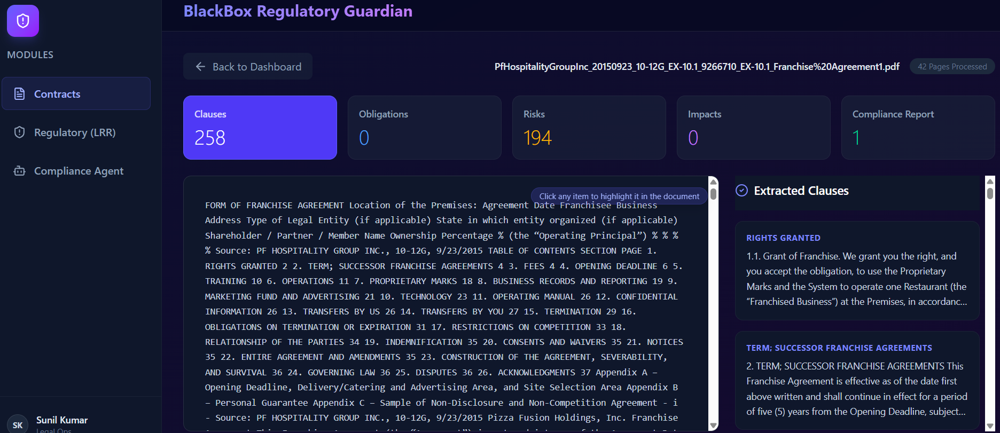 BlackBox Regulatory Guardian
MODULES
Contracts
Regulatory (LRR)
Compliance Agent
SK
Sunil Kumar
Legal Ops
Back to Dashboard
PfHospitalityGroupInc_20150923_10-12G_EX-10.1_9266710_EX-10.1_Franchise%20Agreement1.pdf
42 Pages Processed
Clauses
258
Obligations
0
Risks
194
Impacts
0
Compliance Report
1
Click any item to highlight it in the document
FORM OF FRANCHISE AGREEMENT Location of the Premises: Agreement Date Franchisee Business
Address Type of Legal Entity (if applicable) State in which entity organized (if applicable)
Shareholder / Partner / Member Name Ownership Percentage % (the “Operating Principal”) % % %
% Source: PF HOSPITALITY GROUP INC., 10-12G, 9/23/2015 TABLE OF CONTENTS SECTION PAGE 1.
RIGHTS GRANTED 2 2. TERM; SUCCESSOR FRANCHISE AGREEMENTS 4 3. FEES 4 4. OPENING DEADLINE 6 5.
TRAINING 10 6. OPERATIONS 11 7. PROPRIETARY MARKS 18 8. BUSINESS RECORDS AND REPORTING 19 9.
MARKETING FUND AND ADVERTISING 21 10. TECHNOLOGY 23 11. OPERATING MANUAL 26 12. CONFIDENTIAL
INFORMATION 26 13. TRANSFERS BY US 26 14. TRANSFERS BY YOU 27 15. TERMINATION 29 16.
OBLIGATIONS ON TERMINATION OR EXPIRATION 31 17. RESTRICTIONS ON COMPETITION 33 18.
RELATIONSHIP OF THE PARTIES 34 19. INDEMNIFICATION 35 20. CONSENTS AND WAIVERS 35 21. NOTICES
35 22. ENTIRE AGREEMENT AND AMENDMENTS 35 23. CONSTRUCTION OF THE AGREEMENT, SEVERABILITY,
AND SURVIVAL 36 24. GOVERNING LAW 36 25. DISPUTES 36 26. ACKNOWLEDGMENTS 37 Appendix A –
Opening Deadline, Delivery/Catering and Advertising Area, and Site Selection Area Appendix B
– Personal Guarantee Appendix C – Sample of Non-Disclosure and Non-Competition Agreement - i
- Source: PF HOSPITALITY GROUP INC., 10-12G, 9/23/2015 Pizza Fusion Holdings, Inc. Franchise
Extracted Clauses
RIGHTS GRANTED
1.1. Grant of Franchise. We grant you the right, and
you accept the obligation, to use the Proprietary
Marks and the System to operate one Restaurant (the
“Franchised Business”) at the Premises, in accordanc...
TERM; SUCCESSOR FRANCHISE AGREEMENTS
2. TERM; SUCCESSOR FRANCHISE AGREEMENTS This
Franchise Agreement is effective as of the date first
above written and shall continue in effect for a period
of five (5) years from the Opening Deadline, subject...